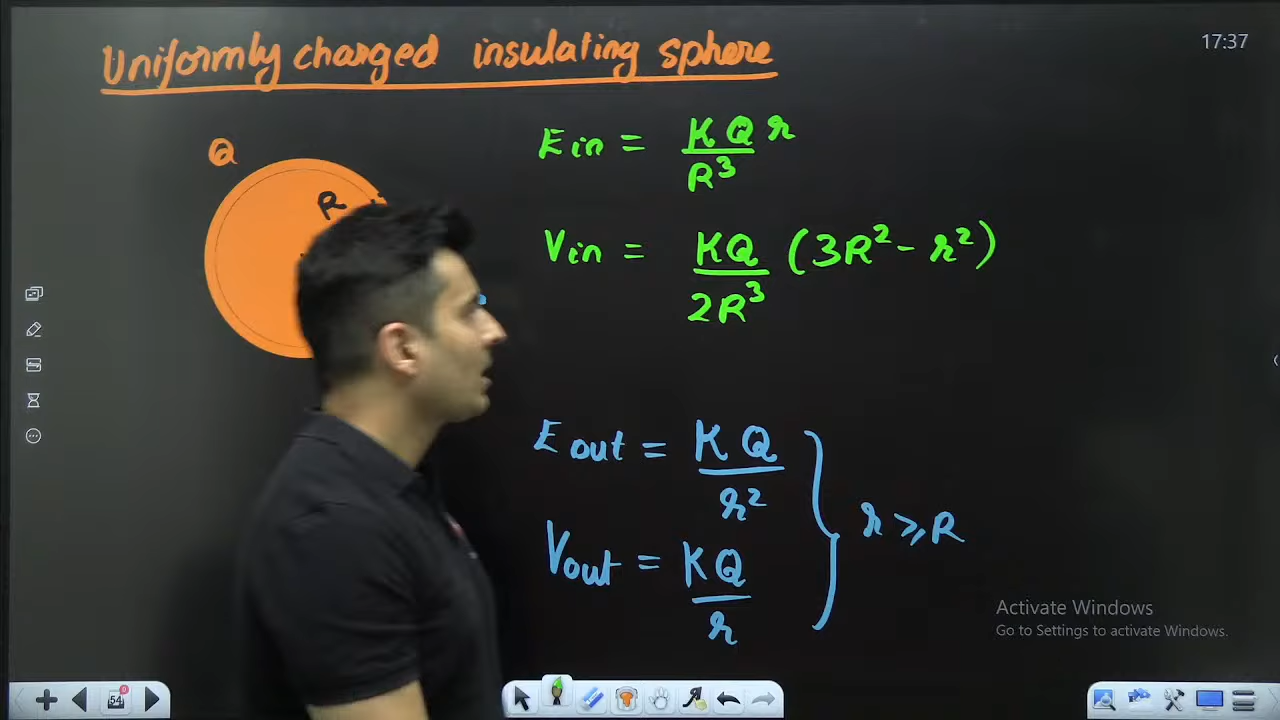 Uniformly charged insulating sphere
17:37
Q
R
Ein = KQr/R³
Vin = KQ/2R³ (3R² - r²)
Eout = KQ/r²
Vout = KQ/r
r ⩾ R
Activate Windows
Go to Settings to activate Windows.
54